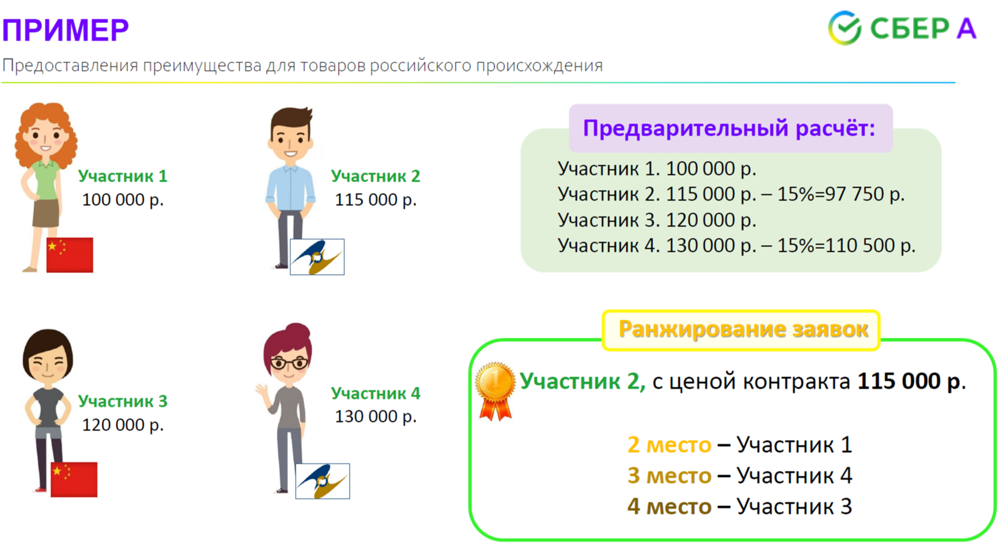 ПРИМЕР
СБЕР А
Предоставления преимущества для товаров российского происхождения
Участник 1
100 000 р.
Участник 2
115 000 р.
Предварительный расчёт:
Участник 1. 100 000 р.
Участник 2. 115 000 р. – 15%=97 750 р.
Участник 3. 120 000 р.
Участник 4. 130 000 р. – 15%=110 500 р.
Участник 3
120 000 р.
Участник 4
130 000 р.
Ранжирование заявок
1
Участник 2, с ценой контракта 115 000 р.
2 место – Участник 1
3 место – Участник 4
4 место – Участник 3